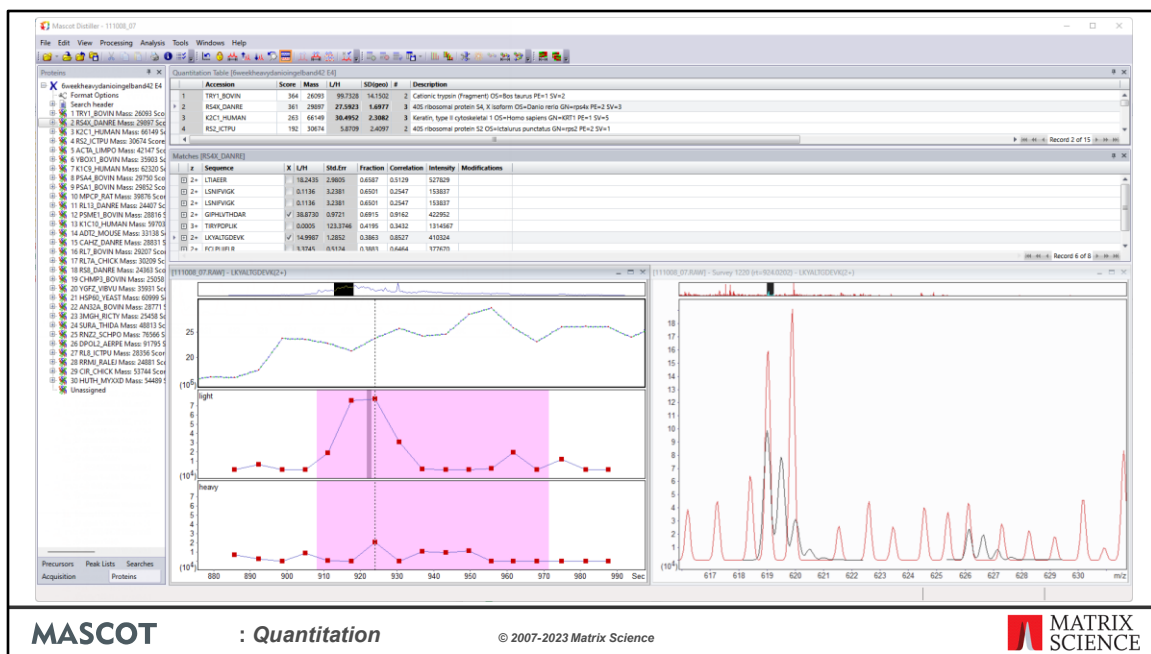 Mascot Distiller - 111008_07
File Edit View Processing Analysis Tools Windows Help
Proteins
6weekheavydanioingelband42 E4
Format Options
Search header
1 TRY1_BOVIN Mass: 26093 Sco
2 RS4X_DANRE Mass: 29897 Sco
3 K2C1_HUMAN Mass: 66149 S
4 RS2_ICTPU Mass: 30674 Score
5 ACTA_LIMPO Mass: 42147 Sc
6 YBOX1_BOVIN Mass: 35903 Sc
7 K1C9_HUMAN Mass: 62320 S
8 PSA4_BOVIN Mass: 29750 Sco
9 PSA1_BOVIN Mass: 29852 Sco
10 MPCP_RAT Mass: 39876 Scor
11 RL13_DANRE Mass: 24407 Sc
12 PSME1_BOVIN Mass: 28816 S
13 K1C10_HUMAN Mass: 59703
14 ADT2_MOUSE Mass: 33138 S
15 CAHZ_DANRE Mass: 28831 S
16 RL7_BOVIN Mass: 29207 Scor
17 RL7A_CHICK Mass: 30209 Sc
18 RS8_DANRE Mass: 24363 Sco
19 CHMP3_BOVIN Mass: 25058
20 VGFZ_VIBVU Mass: 35931 Sco
21 HSP60_YEAST Mass: 60999 S
22 AN32A_BOVIN Mass: 28771 S
23 3MGH_RICTY Mass: 25458 Sc
24 SURA_THIDA Mass: 48813 Sc
25 RNZ2_SCHPO Mass: 76566 S
26 DPOL2_AERPE Mass: 91795 S
27 RL8_ICTPU Mass: 28356 Scor
28 RRMJ_RALEJ Mass: 24881 Sc
29 CIR_CHICK Mass: 53744 Scor
30 HUTH_MYXXD Mass: 54489 S
Unassigned
Precursors Peak Lists Searches
Acquisition Proteins
Quantitation Table [6weekheavydanioingelband42 E4]
Accession Score Mass L/H SD(geo) # Description
1 TRY1_BOVIN 364 26093 99.7328 14.1502 2 Cationic trypsin (Fragment) OS=Bos taurus PE=1 SV=2
2 RS4X_DANRE 361 29897 27.5923 1.6977 3 40S ribosomal protein S4, X isoform OS=Danio rerio GN=rps4x PE=2 SV=3
3 K2C1_HUMAN 263 66149 30.4952 2.3082 3 Keratin, type II cytoskeletal 1 OS=Homo sapiens GN=KRT1 PE=1 SV=6
4 RS2_ICTPU 192 30674 5.8709 2.4097 2 40S ribosomal protein S2 OS=Ictalurus punctatus GN=rps2 PE=2 SV=1
Record 2 of 15
Matches [RS4X_DANRE]
z Sequence X L/H Std.Err Fraction Correlation Intensity Modifications
2+ LTIAEER 18.2435 2.9805 0.6587 0.5129 527829
2+ LSNIFVIGK 0.1136 3.2381 0.6501 0.2547 153837
2+ LSNIFVIGK 0.1136 3.2381 0.6501 0.2547 153837
2+ GIPHLVTHDAR 38.8730 0.9721 0.6915 0.9162 422952
3+ TIRYPDPLIK 0.0005 123.3746 0.4195 0.3432 1314567
2+ LKYALTGDEVK 14.9987 1.2852 0.3863 0.8527 410324
Record 6 of 8
[111008_07.RAW] - LKYALTGDEVK(2+)
25
20
(10⁶)
light
7
6
5
4
3
2
1
(10⁴)
heavy
7
6
5
4
3
2
1
(10⁴)
880 890 900 910 920 930 940 950 960 970 980 990 Sec
[111008_07.RAW] - Survey 1220 (rt=924.0202) - LKYALTGDEVK(2+)
18
17
16
15
14
13
12
11
10
9
8
7
6
5
4
3
2
1
(10⁴)
617 618 619 620 621 622 623 624 625 626 627 628 629 630 m/z
MASCOT : Quantitation © 2007-2023 Matrix Science
MATRIX
SCIENCE